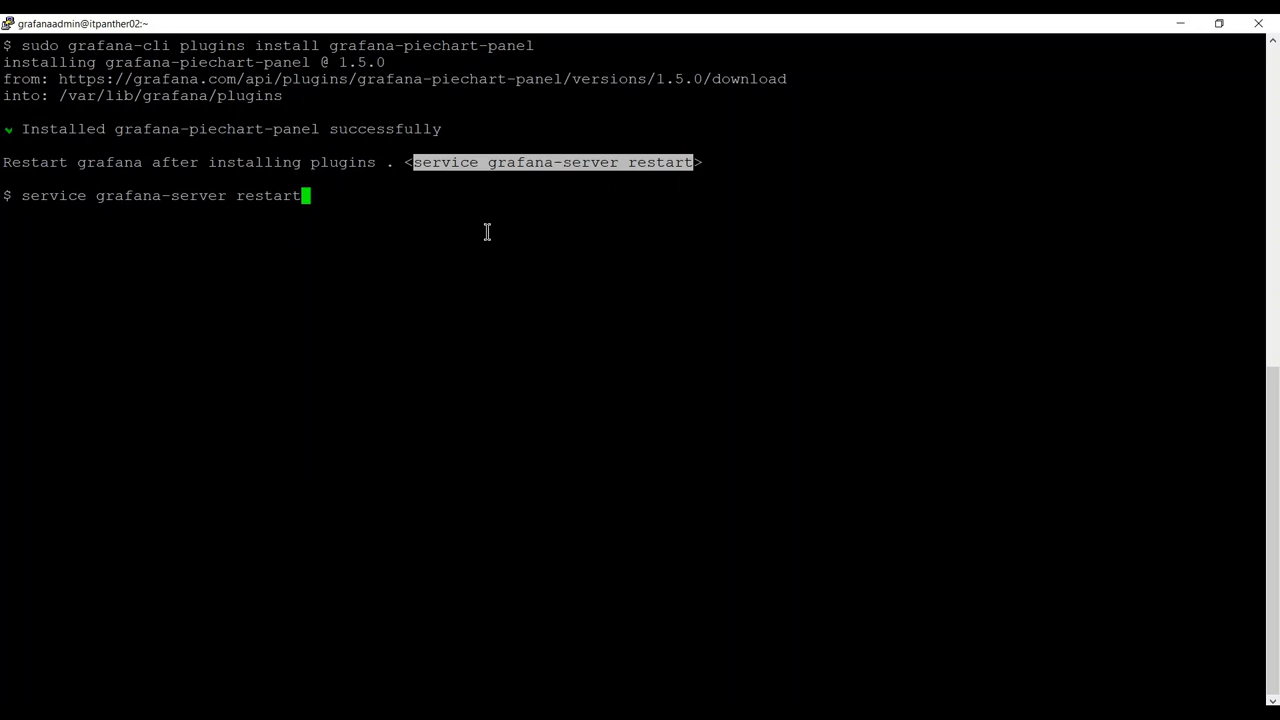 grafanaadmin@itpanther02:~
$ sudo grafana-cli plugins install grafana-piechart-panel
installing grafana-piechart-panel @ 1.5.0
from: https://grafana.com/api/plugins/grafana-piechart-panel/versions/1.5.0/download
into: /var/lib/grafana/plugins
Installed grafana-piechart-panel successfully
Restart grafana after installing plugins . <service grafana-server restart>
$ service grafana-server restart